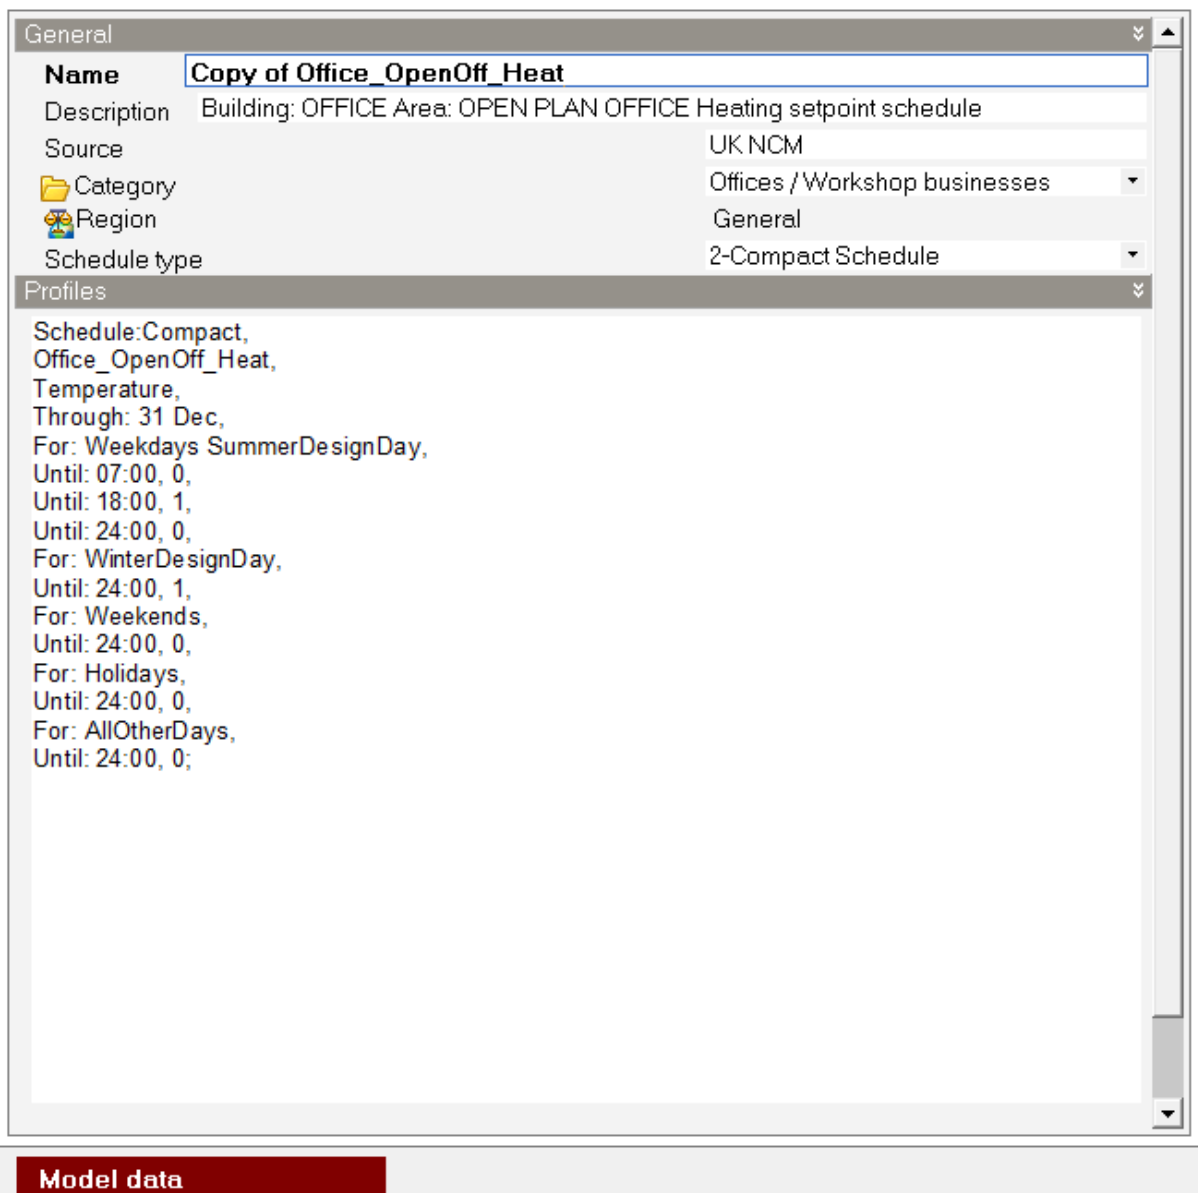 General
Name Copy of Office_OpenOff_Heat
Description Building: OFFICE Area: OPEN PLAN OFFICE Heating setpoint schedule
Source UK NCM
Category Offices / Workshop businesses
Region General
Schedule type 2-Compact Schedule
Profiles
Schedule:Compact,
Office_OpenOff_Heat,
Temperature,
Through: 31 Dec,
For: Weekdays SummerDesignDay,
Until: 07:00, 0,
Until: 18:00, 1,
Until: 24:00, 0,
For: WinterDesignDay,
Until: 24:00, 1,
For: Weekends,
Until: 24:00, 0,
For: Holidays,
Until: 24:00, 0,
For: AllOtherDays,
Until: 24:00, 0;
Model data